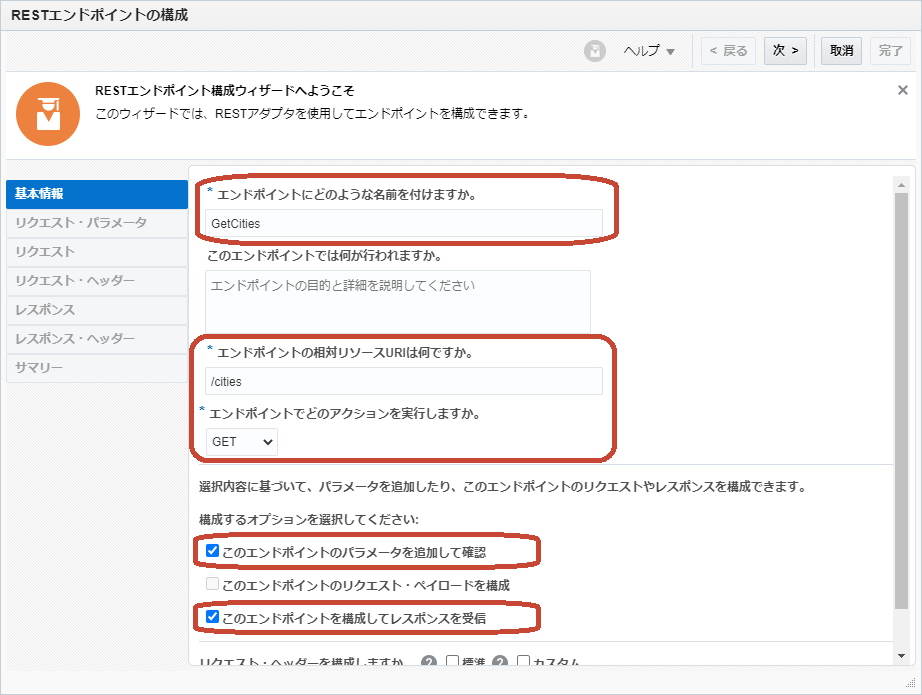 RESTエンドポイントの構成
ヘルプ
< 戻る
次 >
取消
完了
RESTエンドポイント構成ウィザードへようこそ
このウィザードでは、RESTアダプタを使用してエンドポイントを構成できます。
基本情報
リクエスト・パラメータ
リクエスト
リクエスト・ヘッダー
レスポンス
レスポンス・ヘッダー
サマリー
* エンドポイントにどのような名前を付けますか。
GetCities
このエンドポイントでは何が行われますか。
エンドポイントの目的と詳細を説明してください
* エンドポイントの相対リソースURIは何ですか。
/cities
* エンドポイントでどのアクションを実行しますか。
GET
選択内容に基づいて、パラメータを追加したり、このエンドポイントのリクエストやレスポンスを構成できます。
構成するオプションを選択してください:
このエンドポイントのパラメータを追加して確認
このエンドポイントのリクエスト・ペイロードを構成
このエンドポイントを構成してレスポンスを受信
リクエスト・ヘッダーを構成しますか ? 標準 ? カスタム